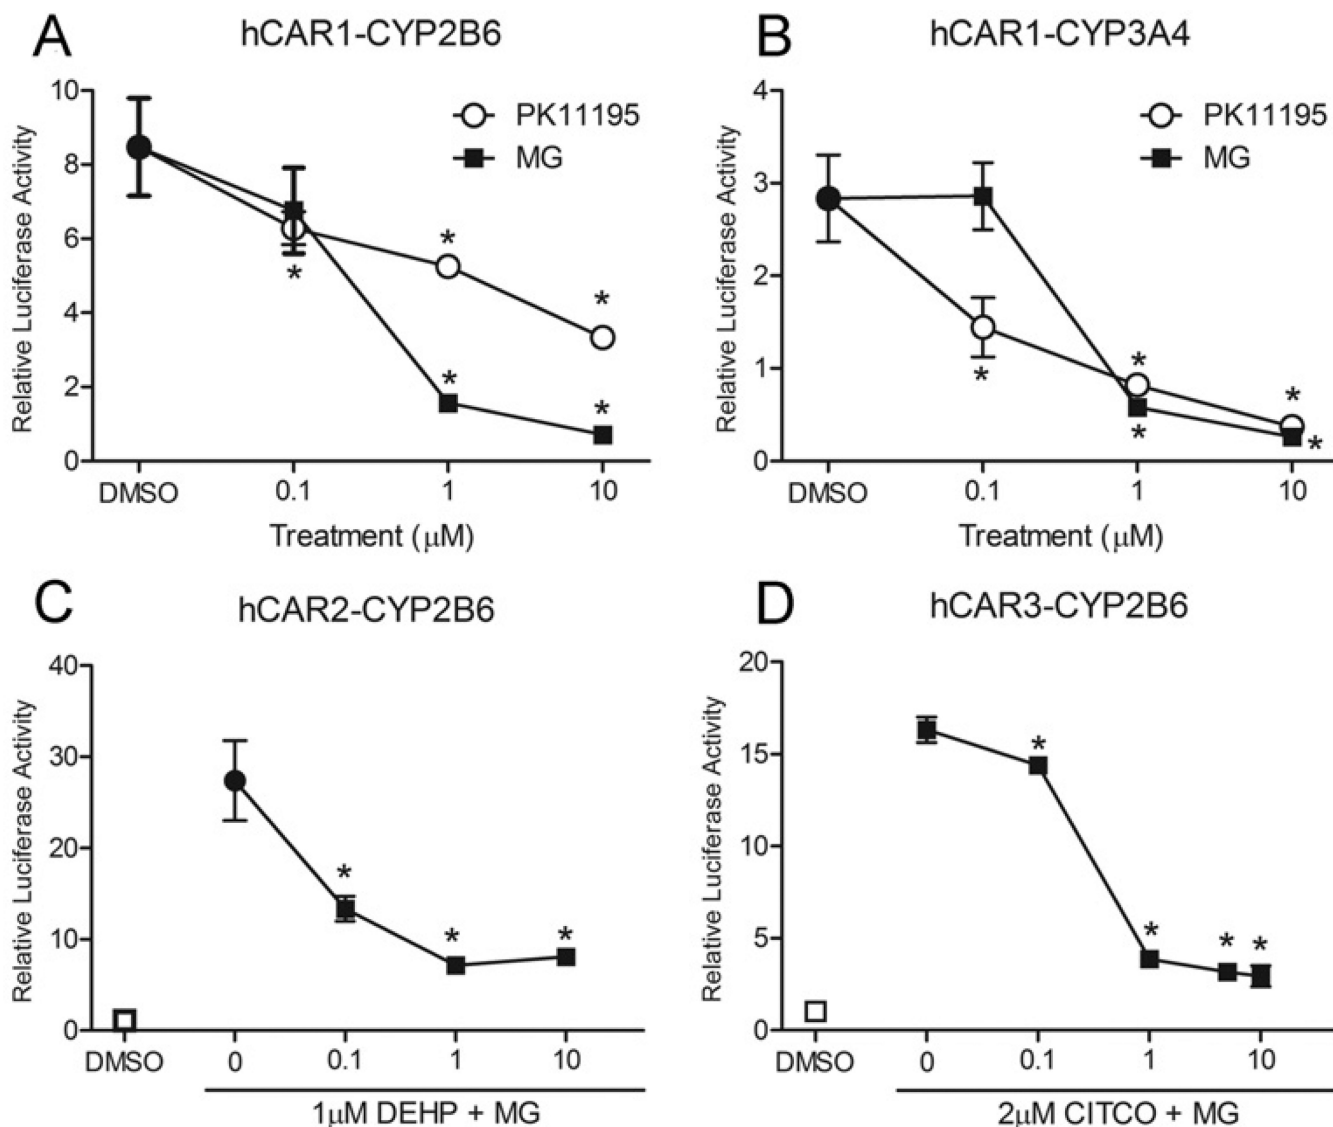 A
hCAR1-CYP2B6
Relative Luciferase Activity
10
8
6
4
2
0
PK11195
MG
*
*
*
*
*
DMSO
0.1
1
10
Treatment (μM)
B
hCAR1-CYP3A4
Relative Luciferase Activity
4
3
2
1
0
PK11195
MG
*
*
*
*
*
DMSO
0.1
1
10
Treatment (μM)
C
hCAR2-CYP2B6
Relative Luciferase Activity
40
30
20
10
0
*
*
*
DMSO
0
0.1
1
10
1μM DEHP + MG
D
hCAR3-CYP2B6
Relative Luciferase Activity
20
15
10
5
0
*
*
*
*
DMSO
0
0.1
1
10
2μM CITCO + MG